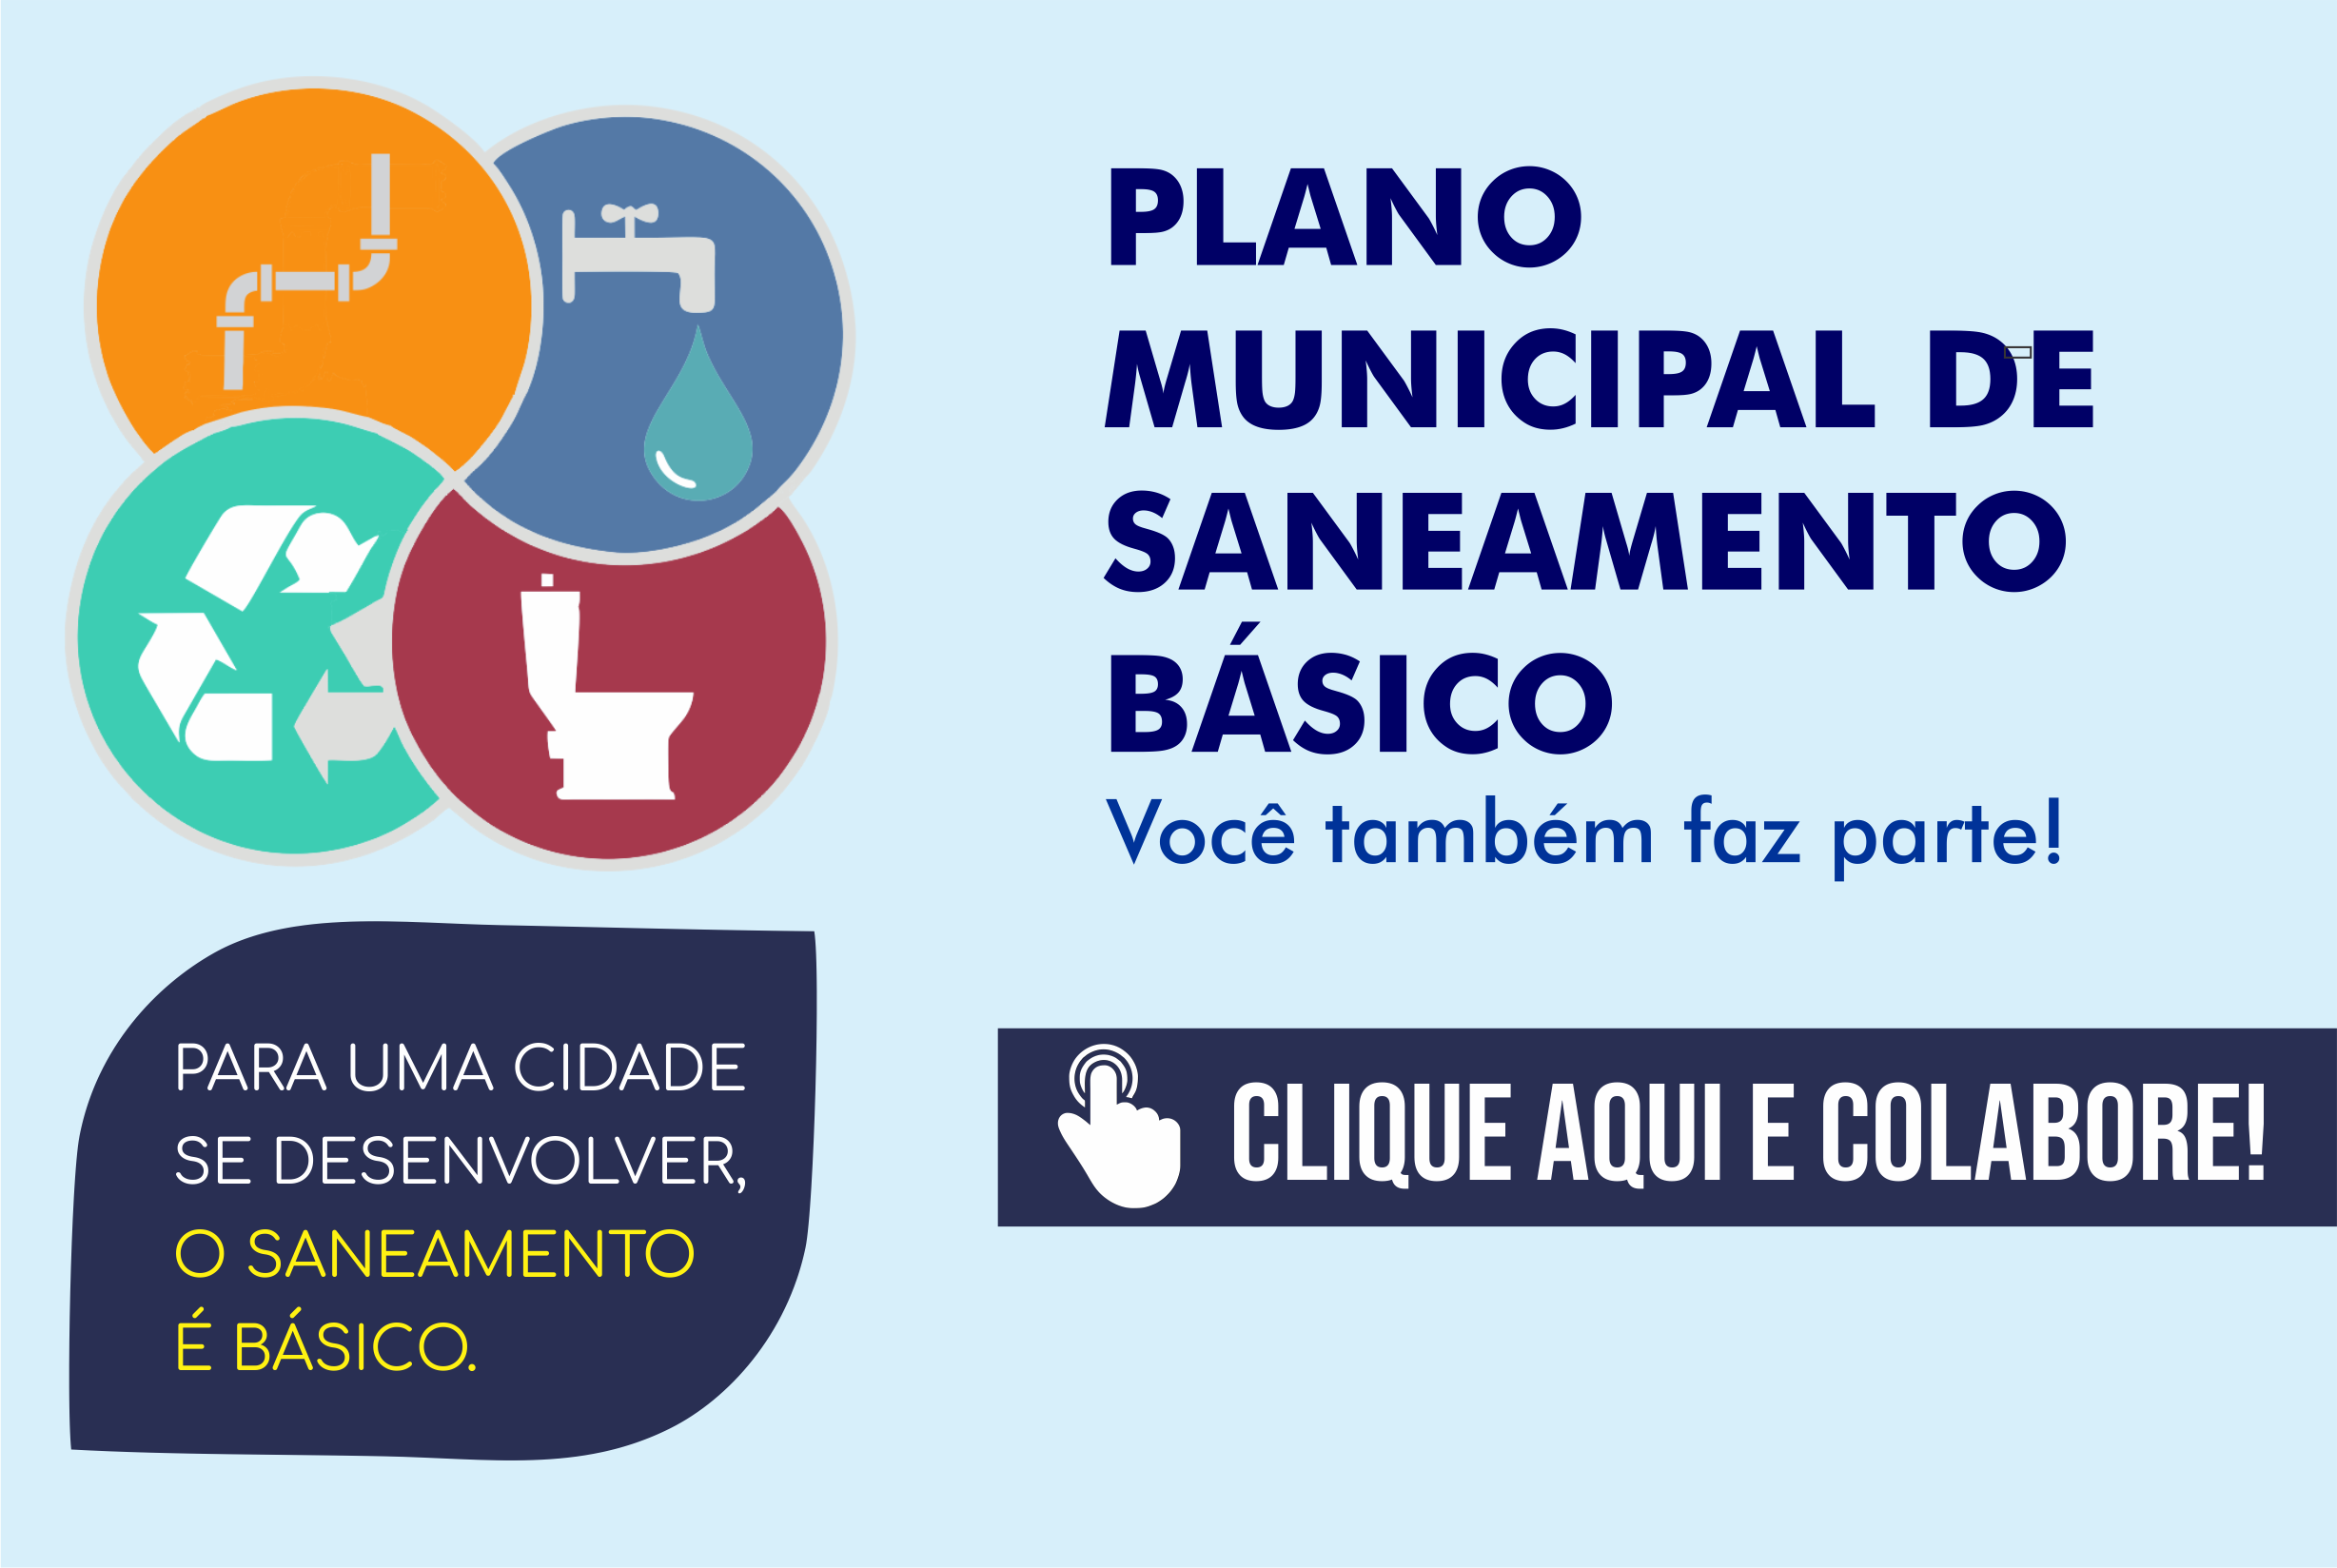 PLANO
MUNICIPAL DE
SANEAMENTO
BÁSICO
Você também faz parte!
PARA UMA CIDADE
SE DESENVOLVER,
O SANEAMENTO
É BÁSICO.
CLIQUE AQUI E COLABORE!